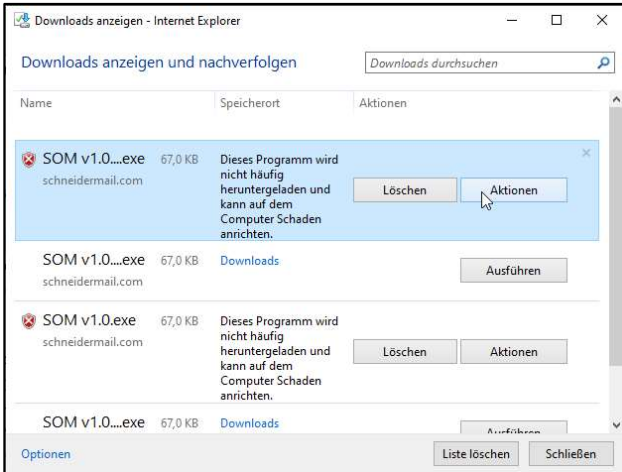 Downloads anzeigen - Internet Explorer
Downloads anzeigen und nachverfolgen
Downloads durchsuchen
Name Speicherort Aktionen
SOM v1.0....exe 67,0 KB Dieses Programm wird
nicht häufig
schneidermail.com
heruntergeladen und
kann auf dem
Computer Schaden
anrichten.
Löschen Aktionen
SOM v1.0....exe 67,0 KB Downloads
schneidermail.com
Ausführen
SOM v1.0.exe 67,0 KB Dieses Programm wird
nicht häufig
schneidermail.com
heruntergeladen und
kann auf dem
Computer Schaden
anrichten.
Löschen Aktionen
SOM v1.0....exe 67,0 KB Downloads
Ausführen
Optionen Liste löschen Schließen